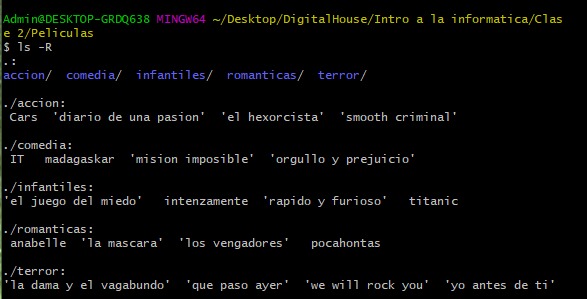 Admin@DESKTOP-GRDQ638 MINGW64 ~/Desktop/DigitalHouse/Intro a la informatica/Clas
e 2/Peliculas
$ ls -R
.:
accion/  comedia/  infantiles/  romanticas/  terror/

./accion:
 Cars  'diario de una pasion'  'el hexorcista'  'smooth criminal'

./comedia:
 IT   madagaskar  'mision imposible'  'orgullo y prejuicio'

./infantiles:
'el juego del miedo'   intenzamente  'rapido y furioso'   titanic

./romanticas:
 anabelle  'la mascara'  'los vengadores'   pocahontas

./terror:
'la dama y el vagabundo'  'que paso ayer'  'we will rock you'  'yo antes de ti'